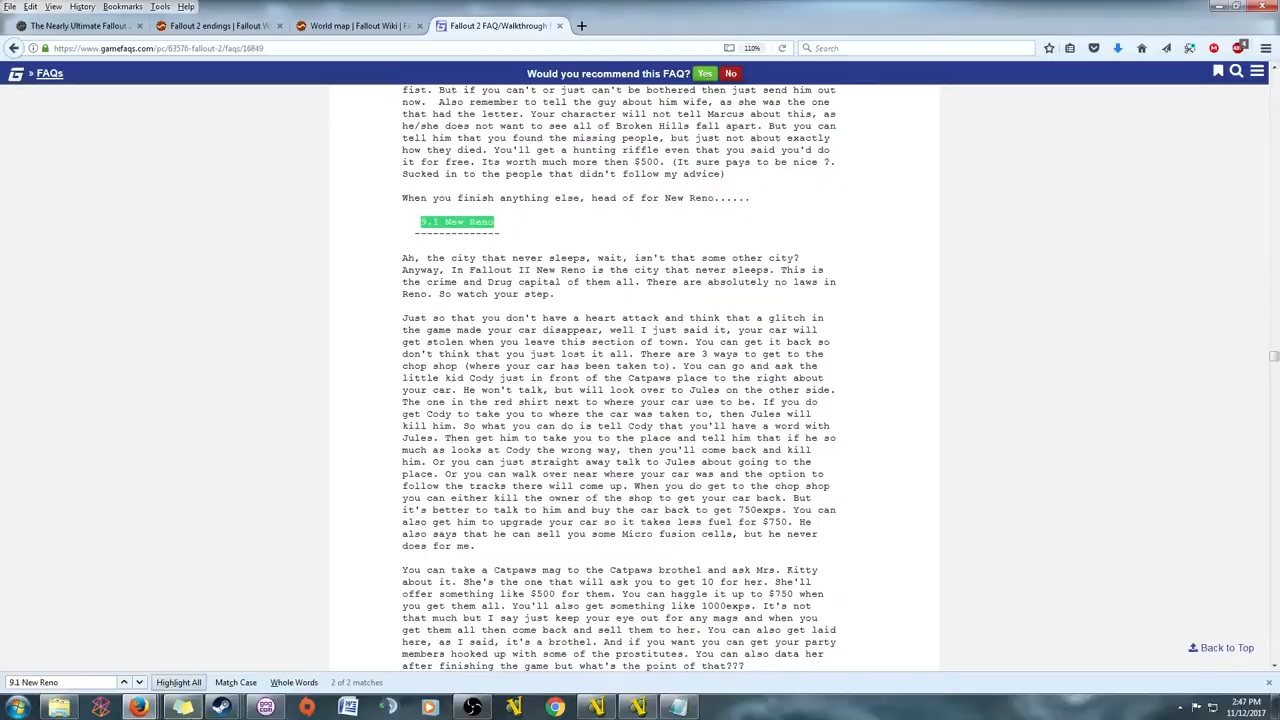 File Edit View History Bookmarks Tools Help
The Nearly Ultimate Fallout
Fallout 2 endings | Fallout W
World map | Fallout Wiki | F
Fallout 2 FAQ/Walkthrough
https://www.gamefaqs.com/pc/63576-fallout-2/faqs/16849
110%
Search
» FAQs
Would you recommend this FAQ? Yes No
fist. But if you can't or just can't be bothered then just send him out
now.  Also remember to tell the guy about him wife, as she was the one
that had the letter. Your character will not tell Marcus about this, as
he/she does not want to see all of Broken Hills fall apart. But you can
tell him that you found the missing people, but just not about exactly
how they died. You'll get a hunting riffle even that you said you'd do
it for free. Its worth much more then $500. (It sure pays to be nice ?.
Sucked in to the people that didn't follow my advice)
When you finish anything else, head of for New Reno......
9.1 New Reno
--------------
Ah, the city that never sleeps, wait, isn't that some other city?
Anyway, In Fallout II New Reno is the city that never sleeps. This is
the crime and Drug capital of them all. There are absolutely no laws in
Reno. So watch your step.
Just so that you don't have a heart attack and think that a glitch in
the game made your car disappear, well I just said it, your car will
get stolen when you leave this section of town. You can get it back so
don't think that you just lost it all. There are 3 ways to get to the
chop shop (where your car has been taken to). You can go and ask the
little kid Cody just in front of the Catpaws place to the right about
your car. He won't talk, but will look over to Jules on the other side.
The one in the red shirt next to where your car use to be. If you do
get Cody to take you to where the car was taken to, then Jules will
kill him. So what you can do is tell Cody that you'll have a word with
Jules. Then get him to take you to the place and tell him that if he so
much as looks at Cody the wrong way, then you'll come back and kill
him. Or you can just straight away talk to Jules about going to the
place. Or you can walk over near where your car was and the option to
follow the tracks there will come up. When you do get to the chop shop
you can either kill the owner of the shop to get your car back. But
it's better to talk to him and buy the car back to get 750exps. You can
also get him to upgrade your car so it takes less fuel for $750. He
also says that he can sell you some Micro fusion cells, but he never
does for me.
You can take a Catpaws mag to the Catpaws brothel and ask Mrs. Kitty
about it. She's the one that will ask you to get 10 for her. She'll
offer something like $500 for them. You can haggle it up to $750 when
you get them all. You'll also get something like 1000exps. It's not
that much but I say just keep your eye out for any mags and when you
get them all then come back and sell them to her. You can also get laid
here, as I said, it's a brothel. And if you want you can get your party
members hooked up with some of the prostitutes. You can also data her
after finishing the game but what's the point of that???
Back to Top
9.1 New Reno
Highlight All Match Case Whole Words 2 of 2 matches
2:47 PM
11/12/2017